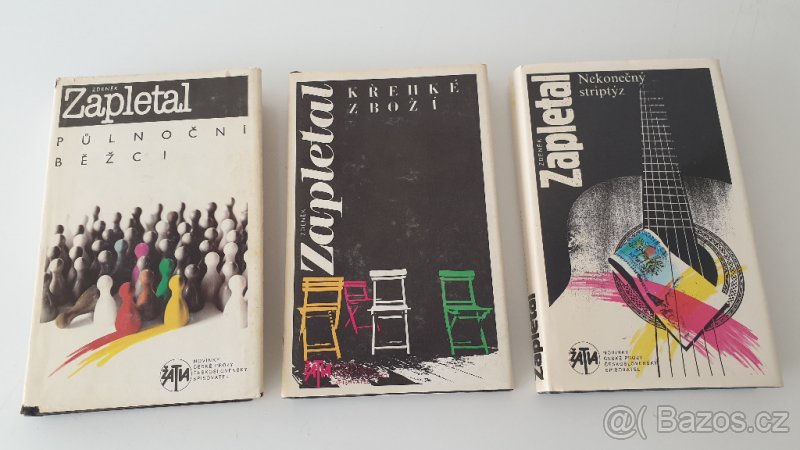 ZDENĚK
Zapletal
PŮLNOČNÍ
BĚŽCI
ŽATVA
NOVINKY
ČESKÉ PRÓZY
ČESKOSLOVENSKÝ
SPISOVATEL
ZDENĚK
Zapletal
KŘEHKÉ
ZBOŽÍ
ŽATVA
ZDENĚK
Zapletal
Nekonečný
striptýz
ŽATVA
NOVINKY
ČESKÉ PRÓZY
ČESKOSLOVENSKÝ
SPISOVATEL
Zapletal
@ Bazos.cz